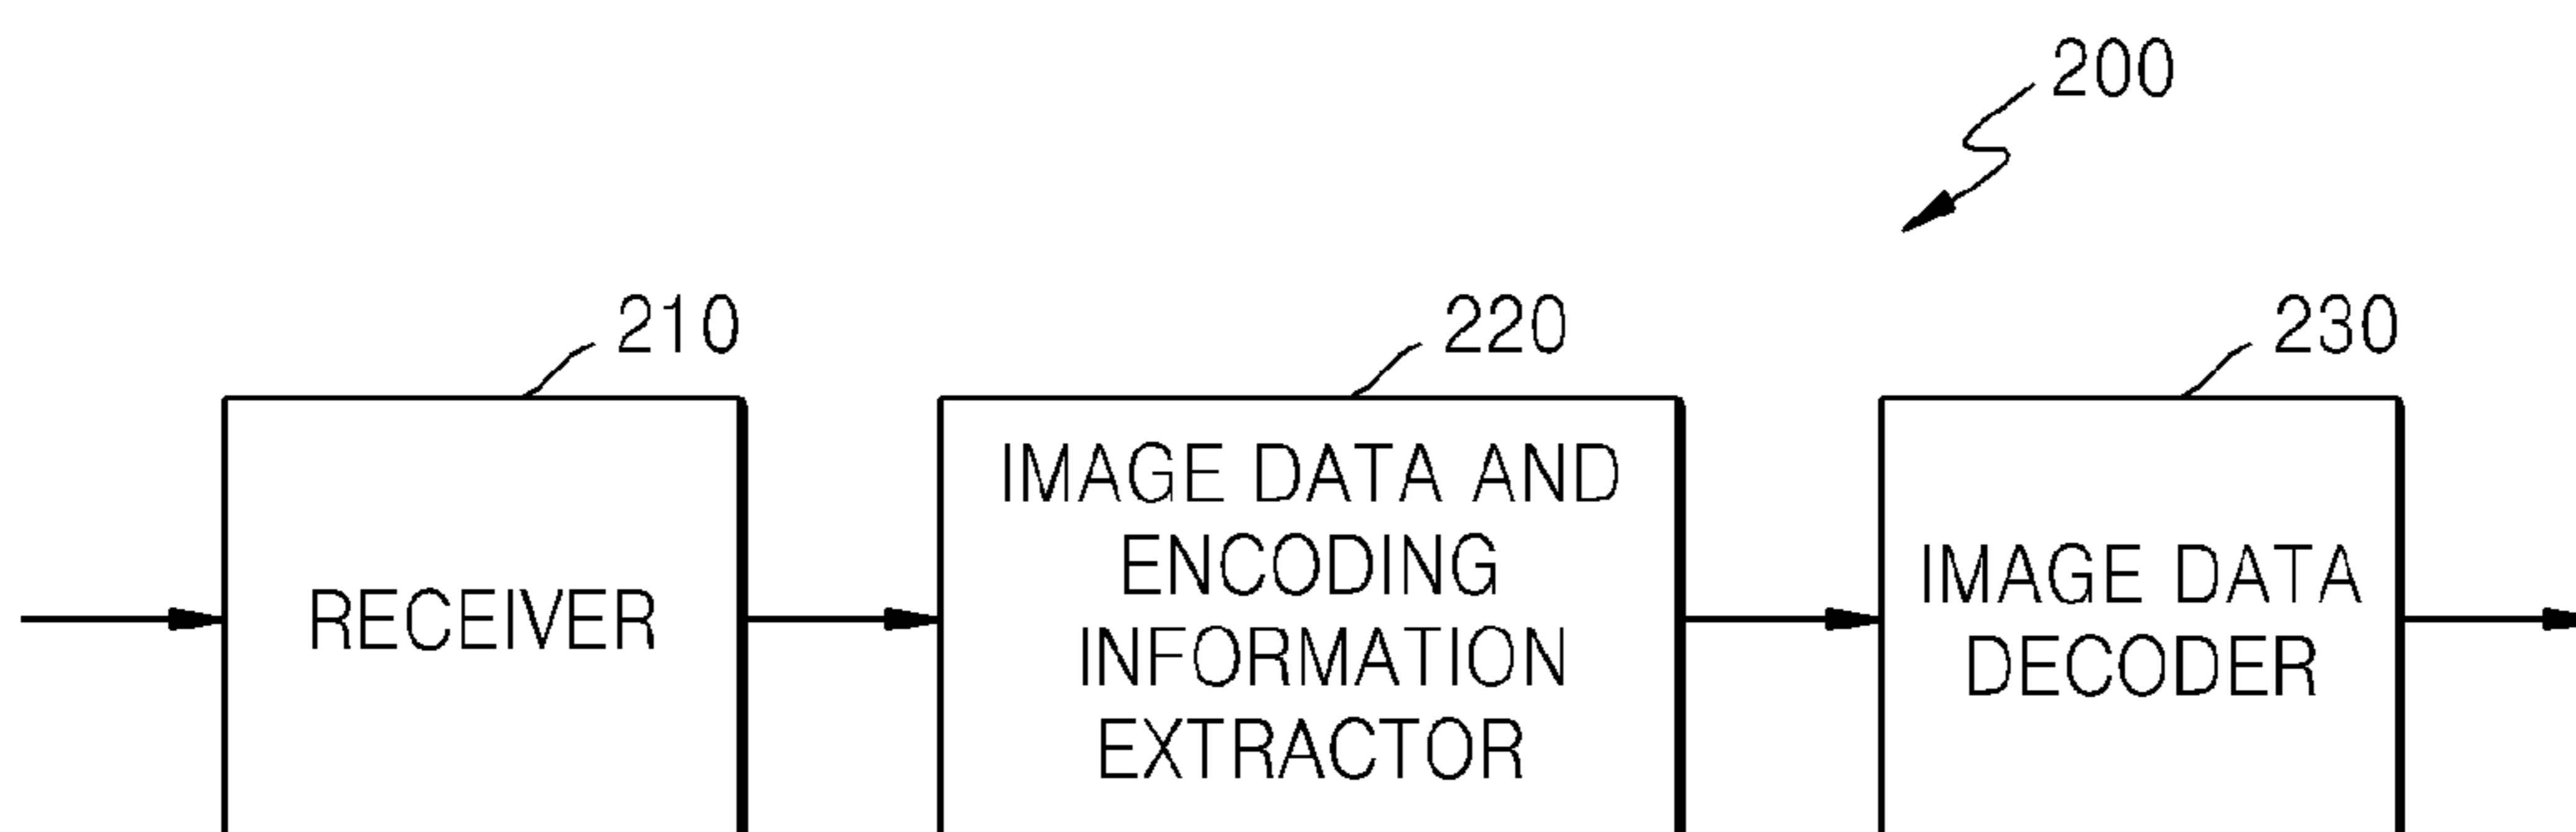 200
210
220
230
RECEIVER
IMAGE DATA AND
ENCODING
INFORMATION
EXTRACTOR
IMAGE DATA
DECODER